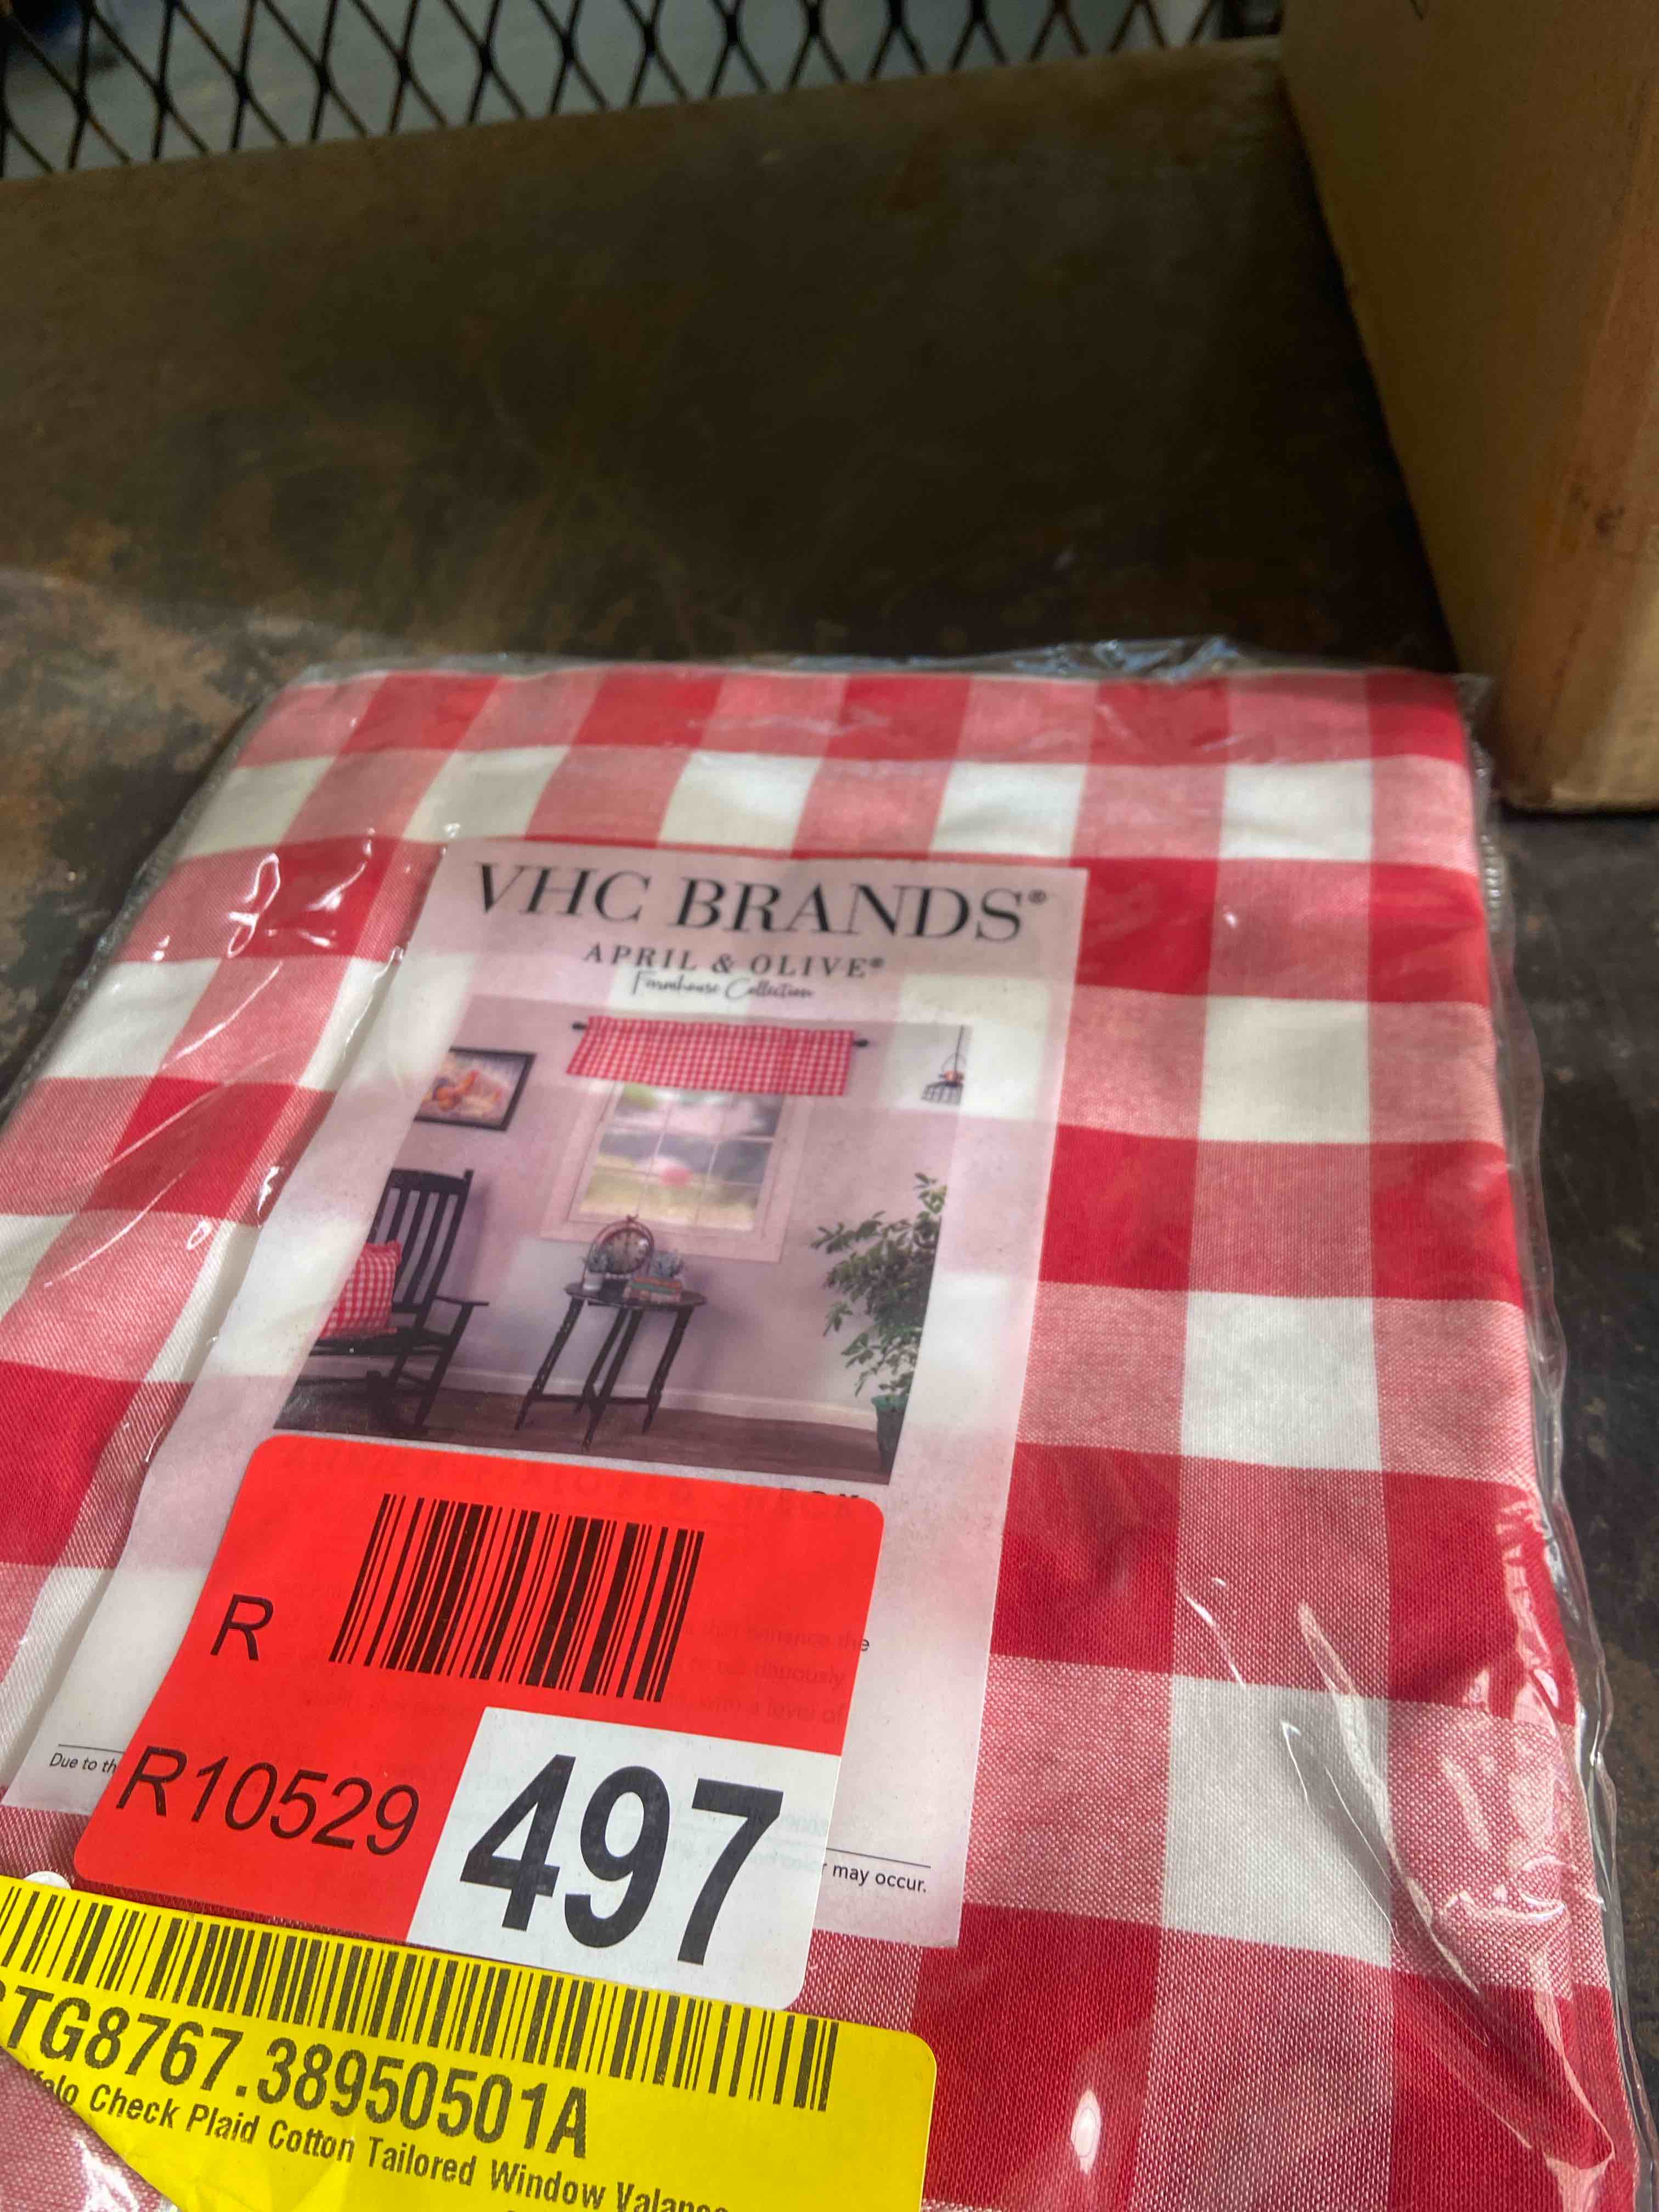 VHC BRANDS®
APRIL & OLIVE®
Farmhouse Collection
the
R
Due to th
R10529
497
r may occur.
TG8767.38950501A
Check Plaid Cotton Tailored Window Valance